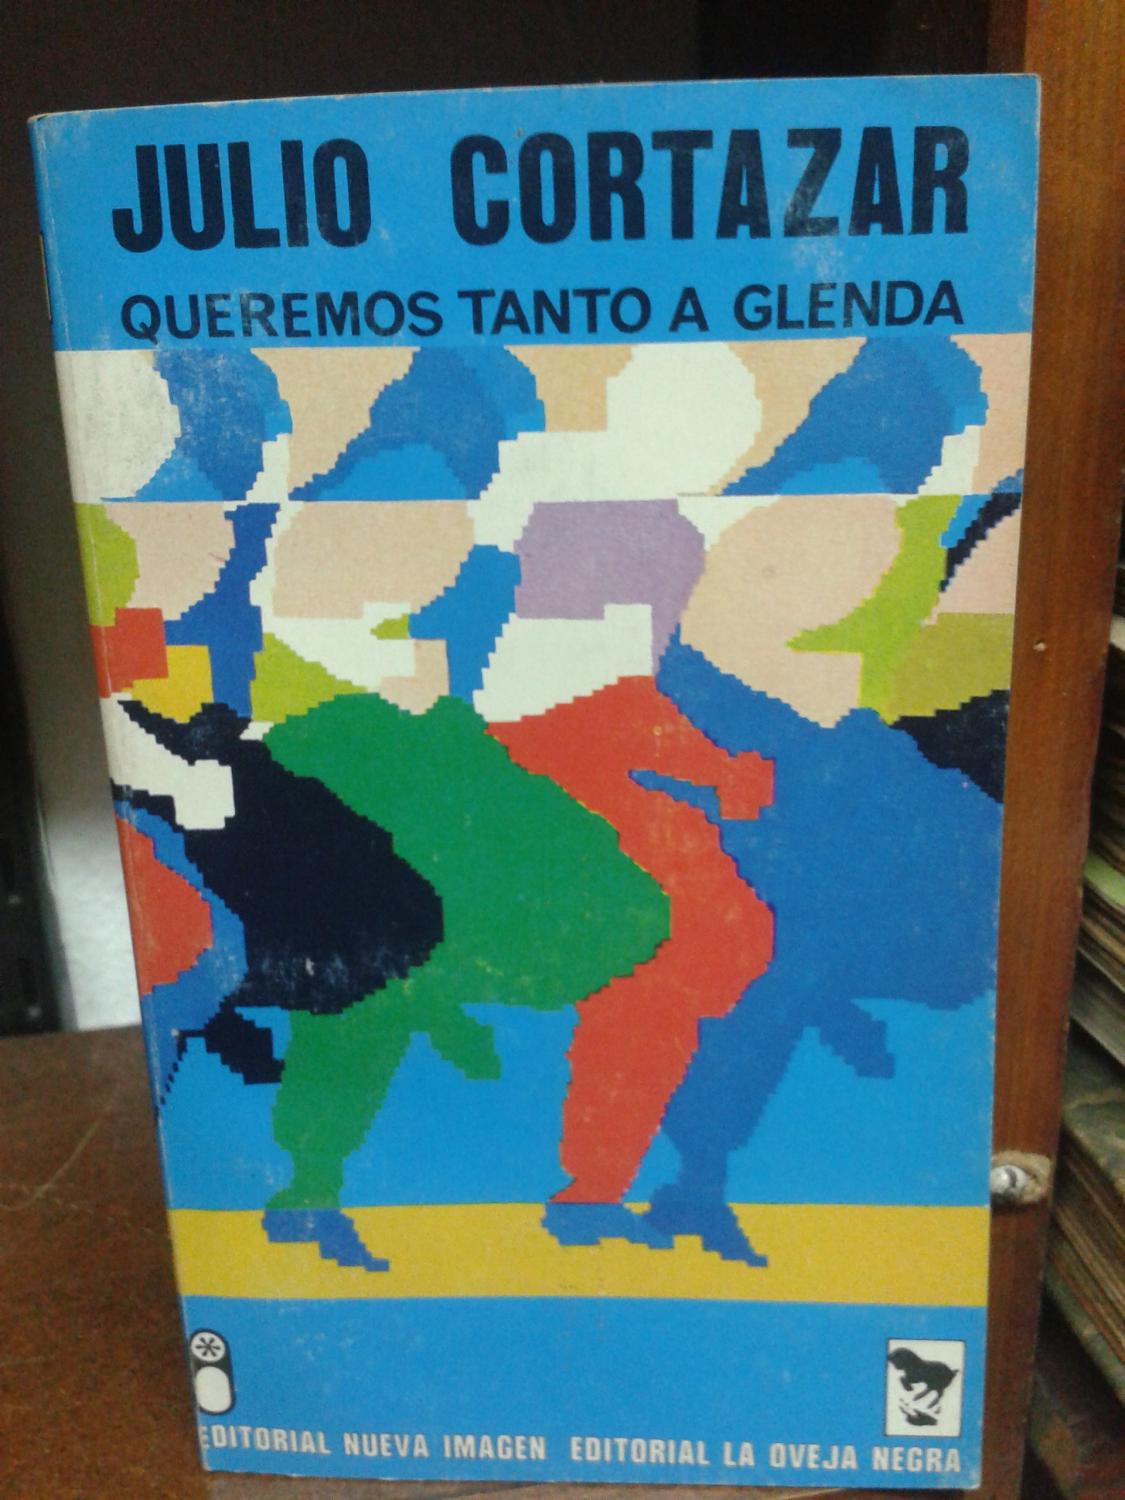 JULIO CORTAZAR
QUEREMOS TANTO A GLENDA
EDITORIAL NUEVA IMAGEN EDITORIAL LA OVEJA NEGRA